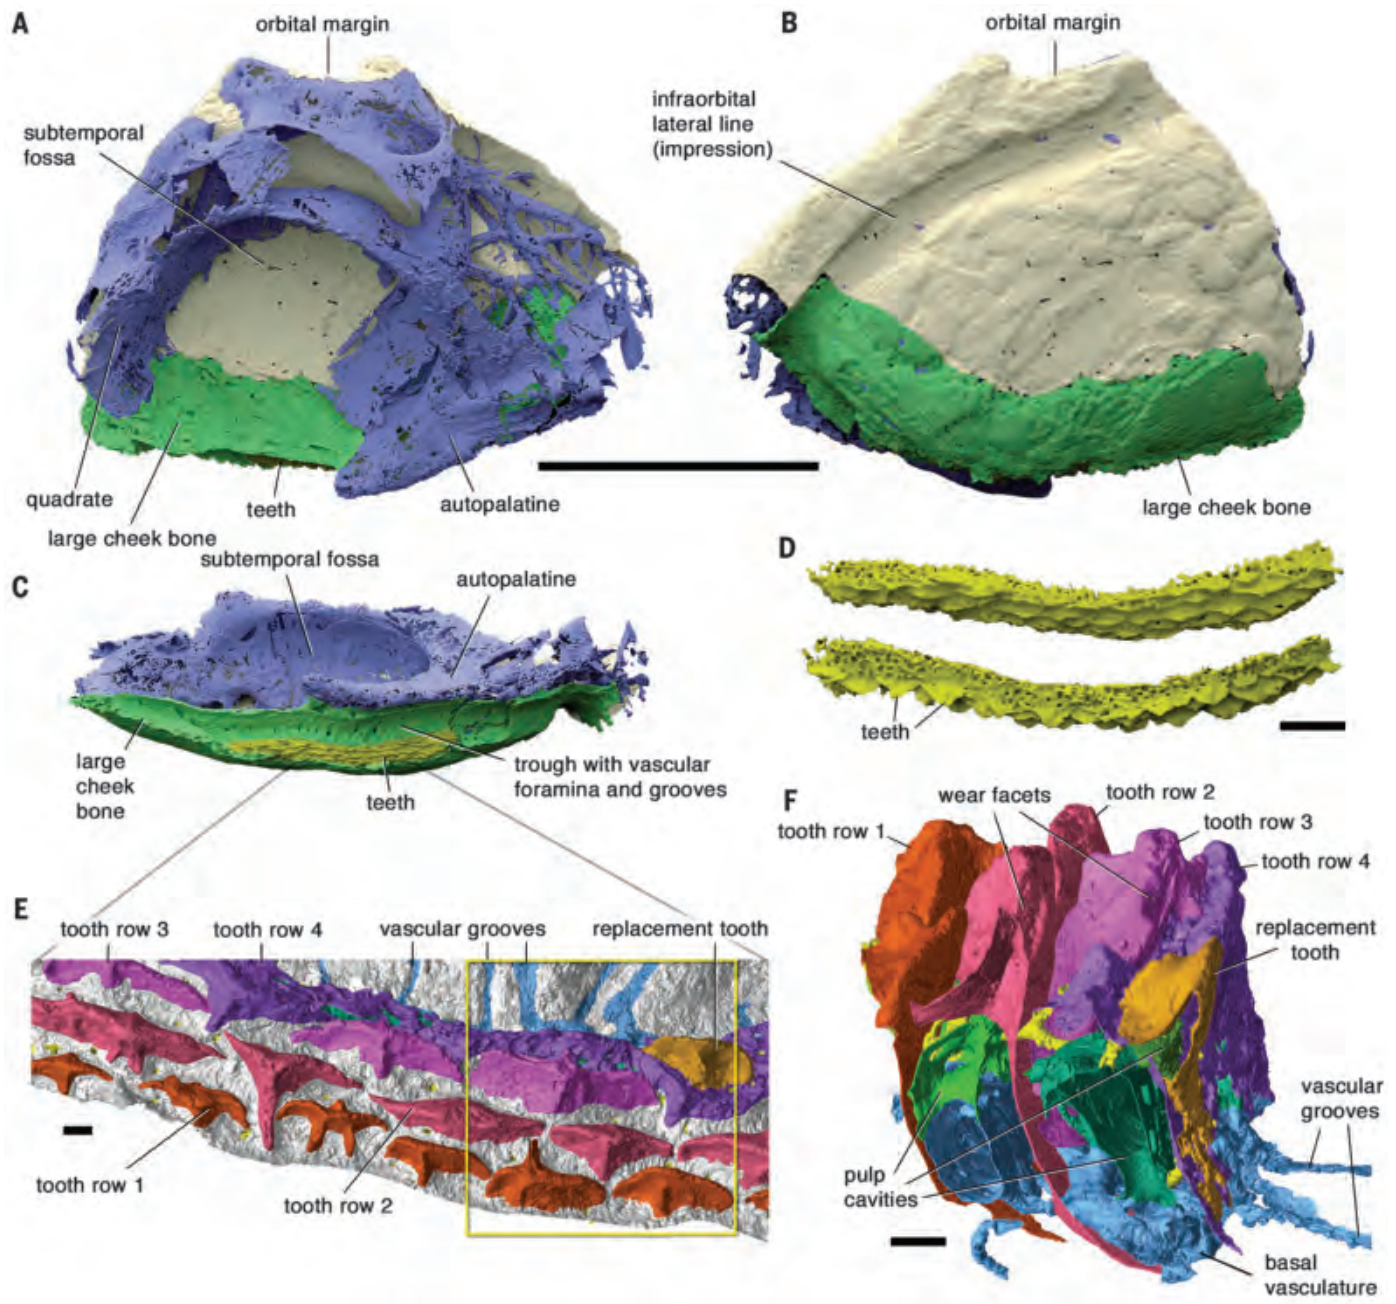 A
orbital margin
subtemporal
fossa
quadrate
large cheek bone
teeth
autopalatine
B
orbital margin
infraorbital
lateral line
(impression)
large cheek bone
C
subtemporal fossa
autopalatine
large
cheek
bone
teeth
trough with vascular
foramina and grooves
D
teeth
E
tooth row 3
tooth row 4
vascular grooves
replacement tooth
tooth row 1
tooth row 2
F
wear facets
tooth row 2
tooth row 1
tooth row 3
tooth row 4
replacement
tooth
vascular
grooves
pulp
cavities
basal
vasculature